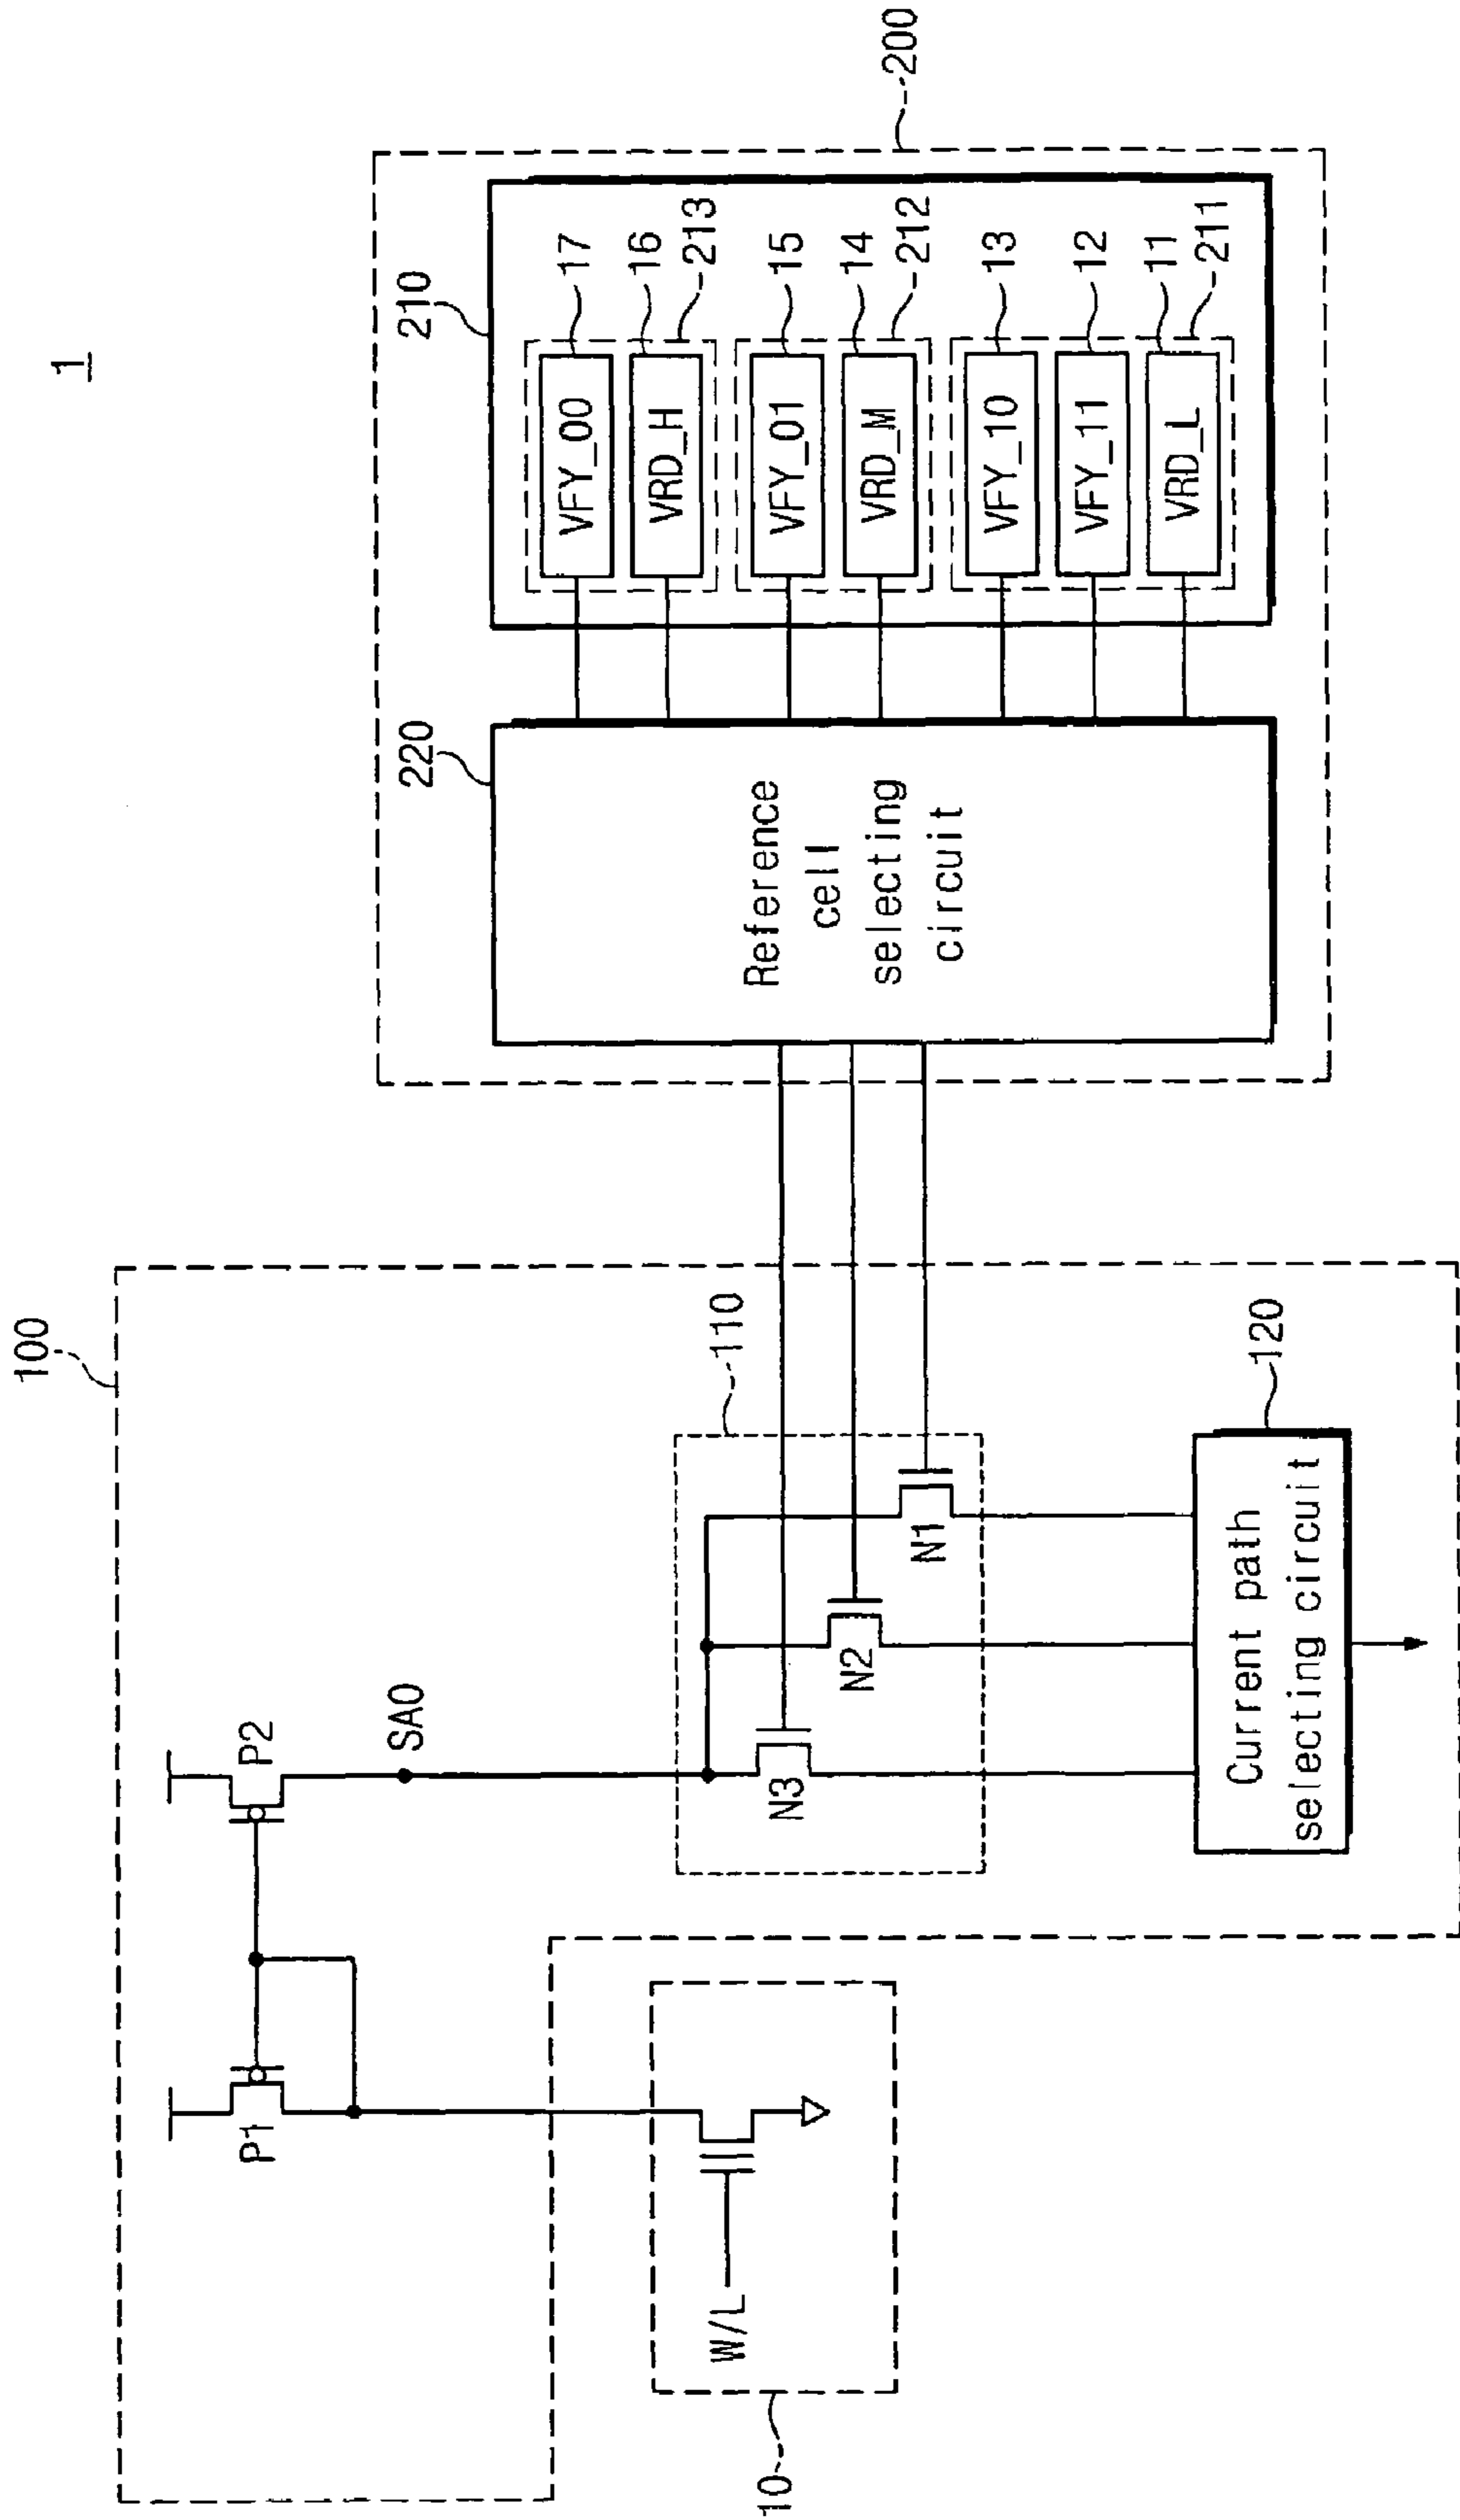 1
100
P1
P2
SAO
W/L
10
110
N3
N2
N1
Current path
selecting circuit
120
200
220
Reference
cell
selecting
circuit
210
VFY_00
17
VRD_H
16
213
VFY_01
15
VRD_M
14
212
VFY_10
13
VFY_11
12
VRD_L
11
211